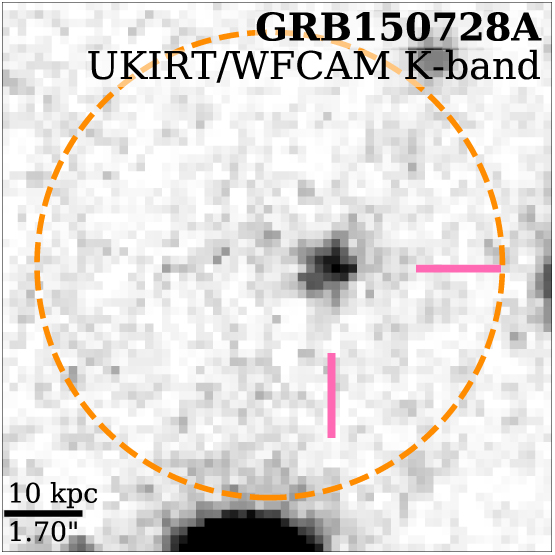 GRB150728A
UKIRT/WFCAM K-band
10 kpc
1.70"